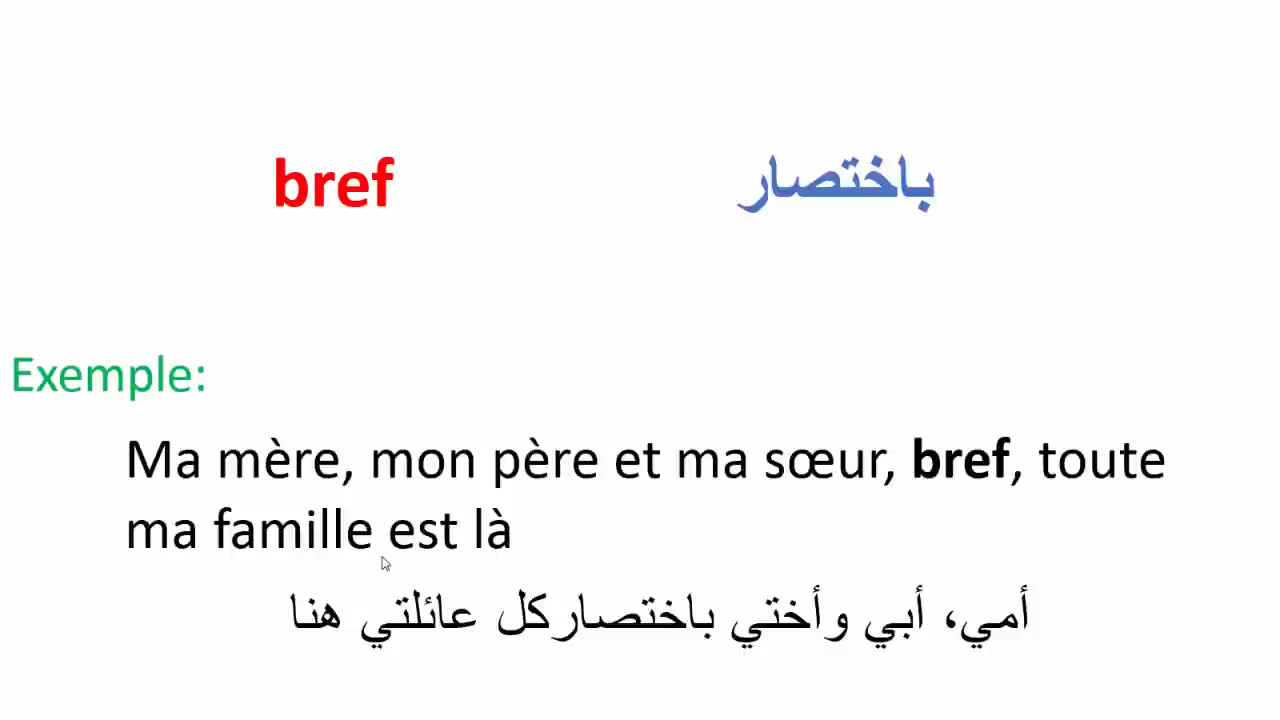 bref
باختصار
Exemple:
Ma mère, mon père et ma sœur, bref, toute
ma famille est là
أمي، أبي وأختي باختصاركل عائلتي هنا